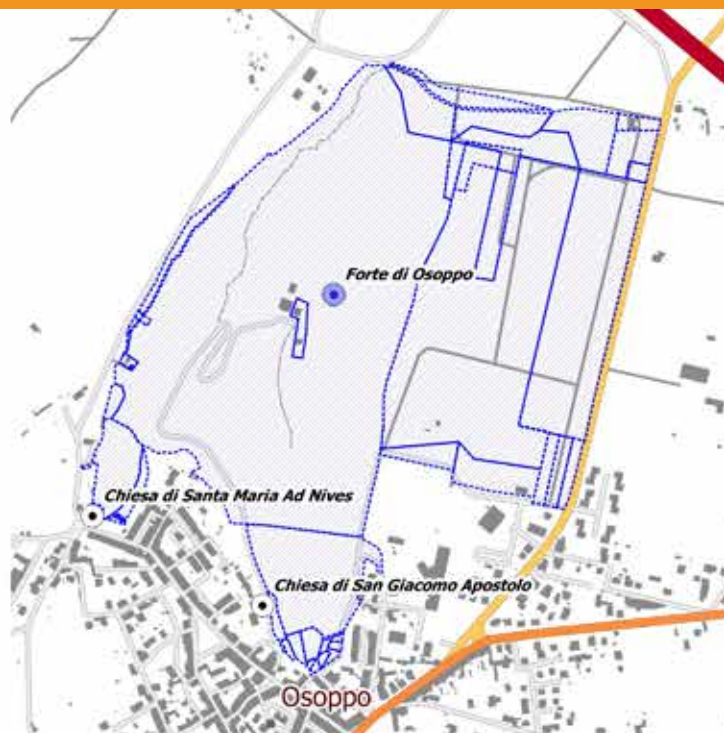 Forte di Osoppo
Chiesa di Santa Maria Ad Nives
Chiesa di San Giacomo Apostolo
Osoppo